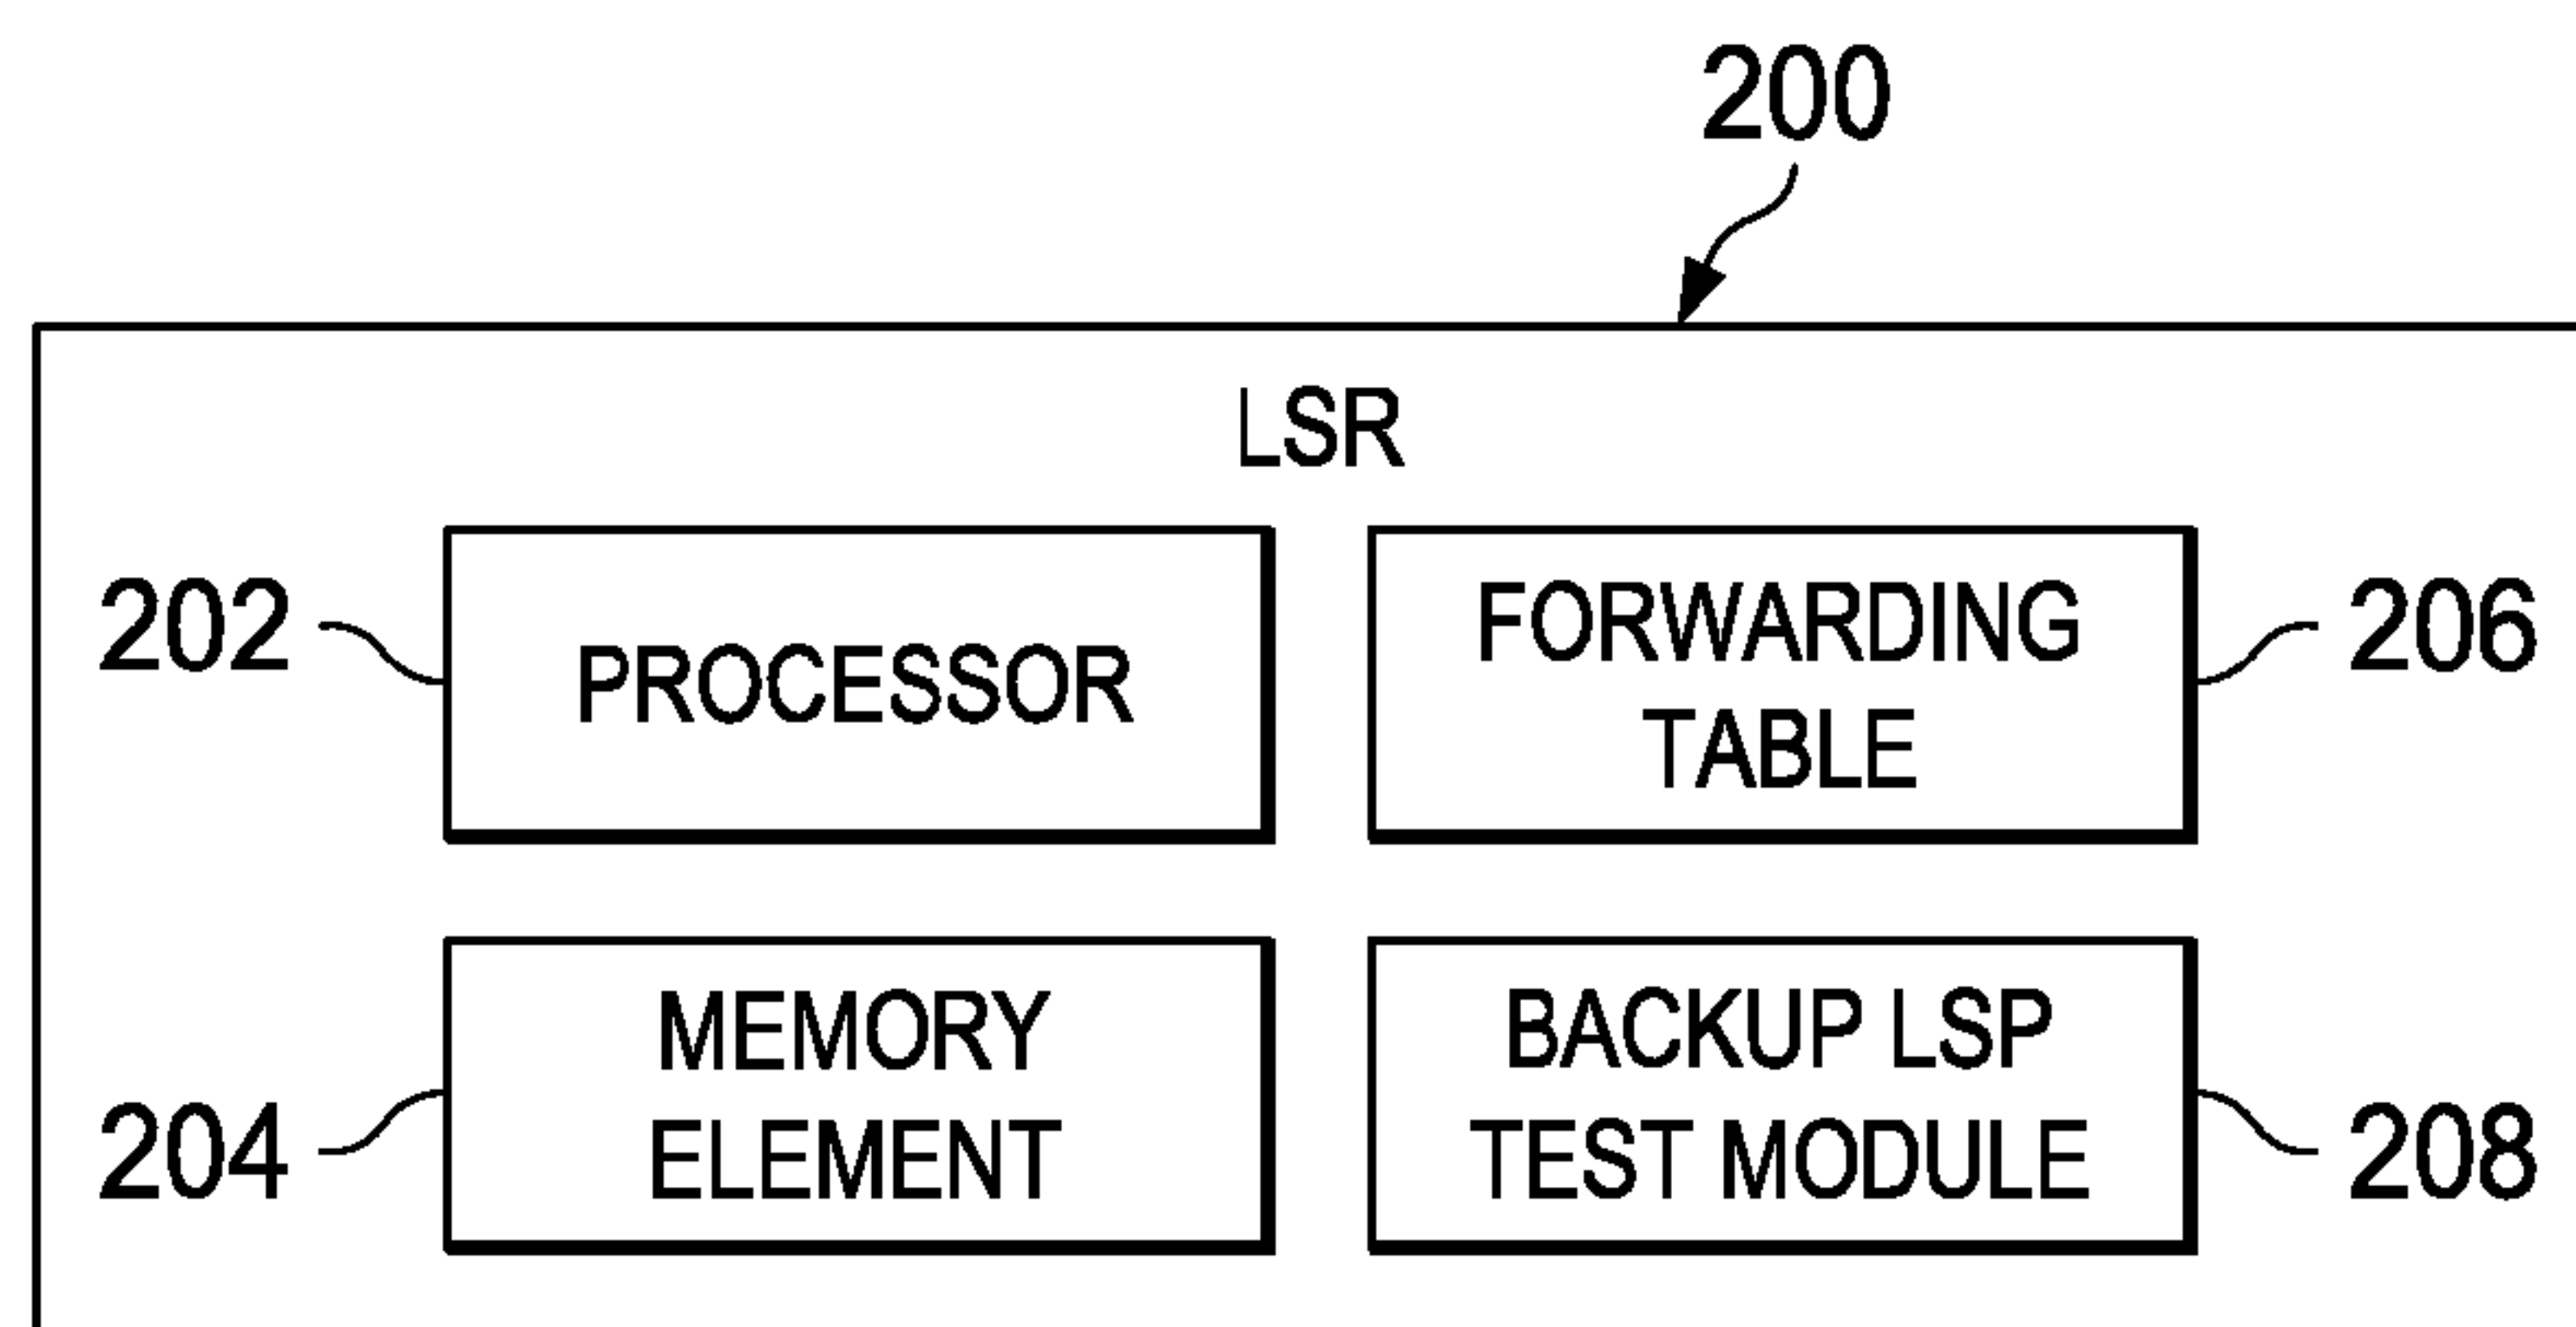 200
LSR
202
PROCESSOR
FORWARDING
TABLE
206
204
MEMORY
ELEMENT
BACKUP LSP
TEST MODULE
208